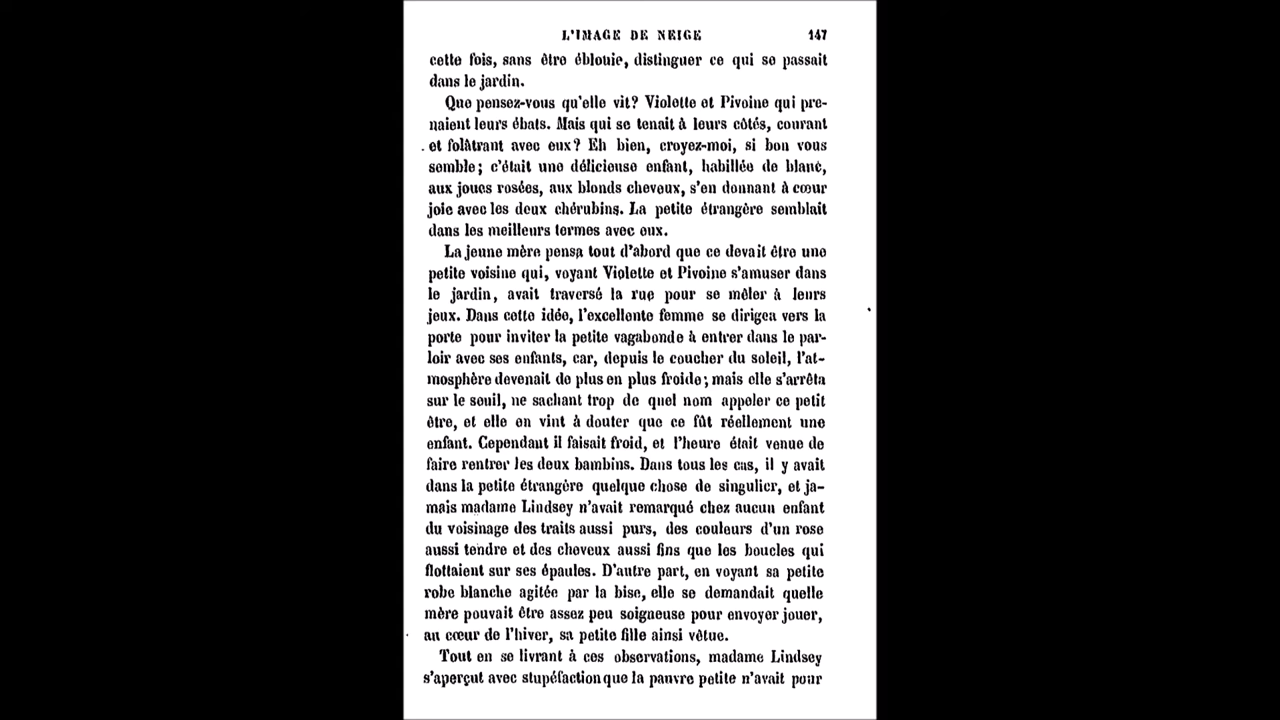 L'IMAGE DE NEIGE 147
cette fois, sans être éblouie, distinguer ce qui se passait
dans le jardin.
Que pensez-vous qu'elle vit? Violette et Pivoine qui pre-
naient leurs ébats. Mais qui se tenait à leurs côtés, courant
et folâtrant avec eux? Eh bien, croyez-moi, si bon vous
semble; c'était une délicieuse enfant, habillée de blanc,
aux joues rosées, aux blonds cheveux, s'en donnant à cœur
joie avec les deux chérubins. La petite étrangère semblait
dans les meilleurs termes avec eux.
La jeune mère pensa tout d'abord que ce devait être une
petite voisine qui, voyant Violette et Pivoine s'amuser dans
le jardin, avait traversé la rue pour se mêler à leurs
jeux. Dans cette idée, l'excellente femme se dirigea vers la
porte pour inviter la petite vagabonde à entrer dans le par-
loir avec ses enfants, car, depuis le coucher du soleil, l'at-
mosphère devenait de plus en plus froide; mais elle s'arrêta
sur le seuil, ne sachant trop de quel nom appeler ce petit
être, et elle en vint à douter que ce fût réellement une
enfant. Cependant il faisait froid, et l'heure était venue de
faire rentrer les deux bambins. Dans tous les cas, il y avait
dans la petite étrangère quelque chose de singulier, et ja-
mais madame Lindsey n'avait remarqué chez aucun enfant
du voisinage des traits aussi purs, des couleurs d'un rose
aussi tendre et des cheveux aussi fins que les boucles qui
flottaient sur ses épaules. D'autre part, en voyant sa petite
robe blanche agitée par la bise, elle se demandait quelle
mère pouvait être assez peu soigneuse pour envoyer jouer,
au cœur de l'hiver, sa petite fille ainsi vêtue.
Tout en se livrant à ces observations, madame Lindsey
s'aperçut avec stupéfaction que la pauvre petite n'avait pour